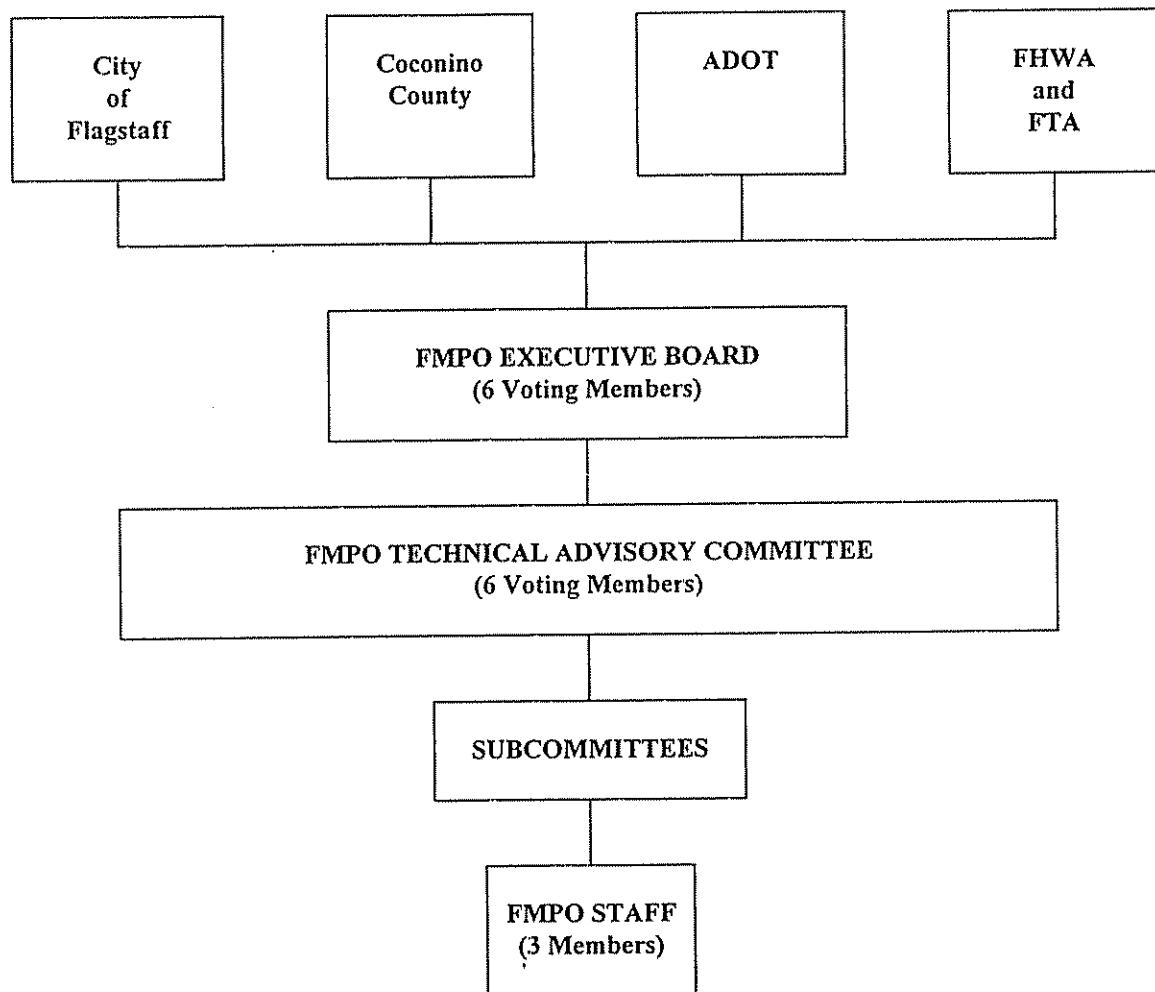 City
of
Flagstaff
Coconino
County
ADOT
FHWA
and
FTA
FMPO EXECUTIVE BOARD
(6 Voting Members)
FMPO TECHNICAL ADVISORY COMMITTEE
(6 Voting Members)
SUBCOMMITTEES
FMPO STAFF
(3 Members)